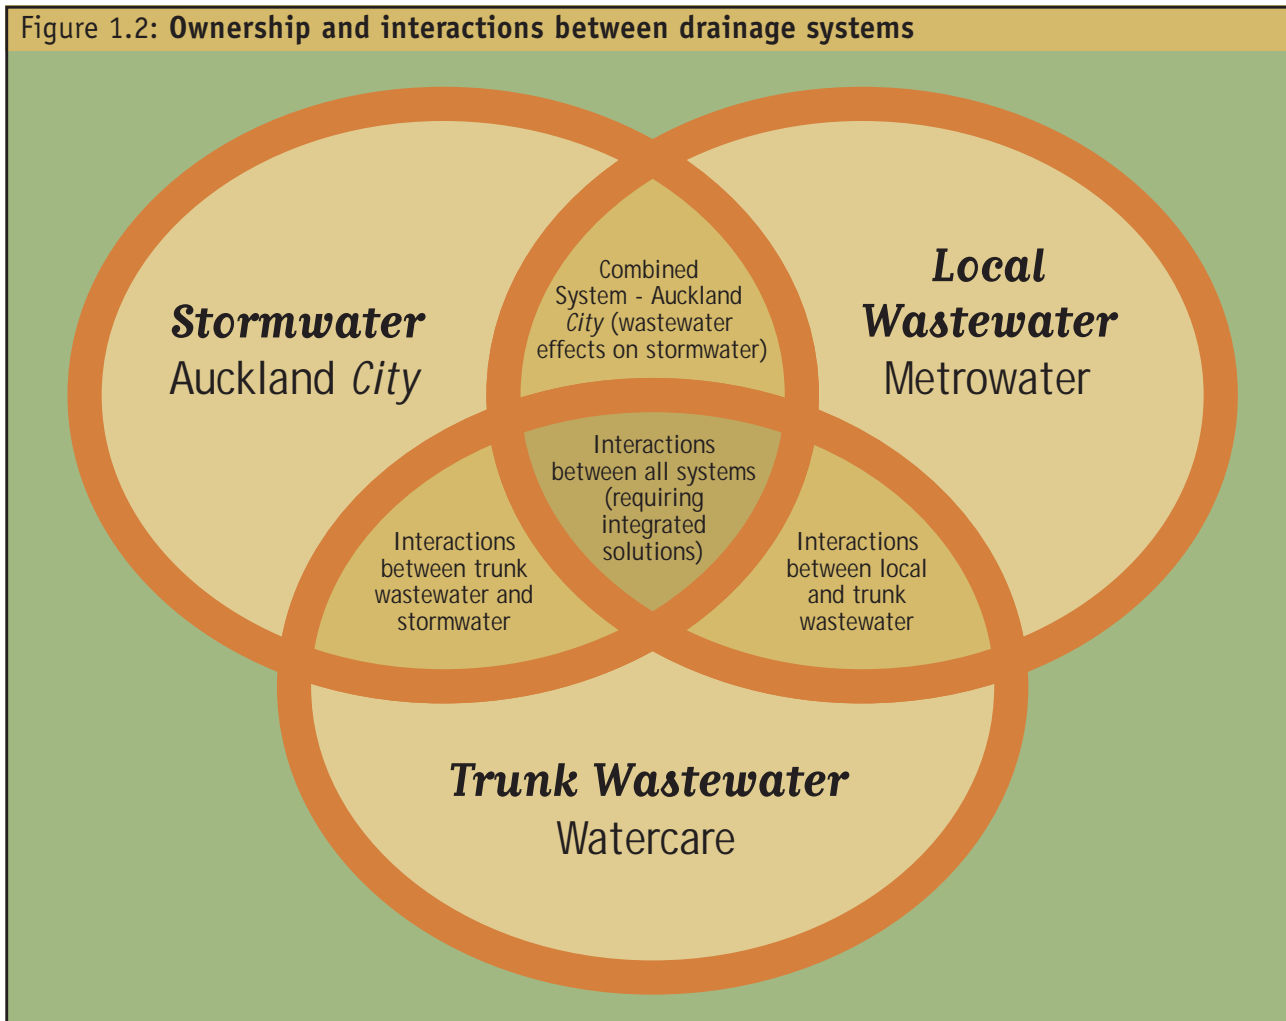 Figure 1.2: Ownership and interactions between drainage systems
Stormwater
Auckland City
Combined
System - Auckland
City (wastewater
effects on stormwater)
Local
Wastewater
Metrowater
Interactions
between all systems
(requiring
integrated
solutions)
Interactions
between trunk
wastewater and
stormwater
Interactions
between local
and trunk
wastewater
Trunk Wastewater
Watercare